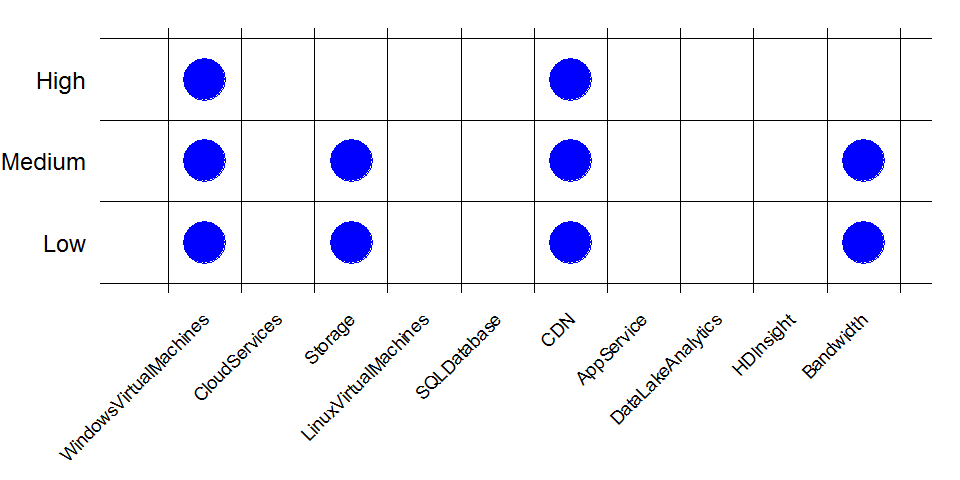 High
Medium
Low
WindowsVirtualMachines
CloudServices
Storage
LinuxVirtualMachines
SQLDatabase
CDN
AppService
DataLakeAnalytics
HDInsight
Bandwidth